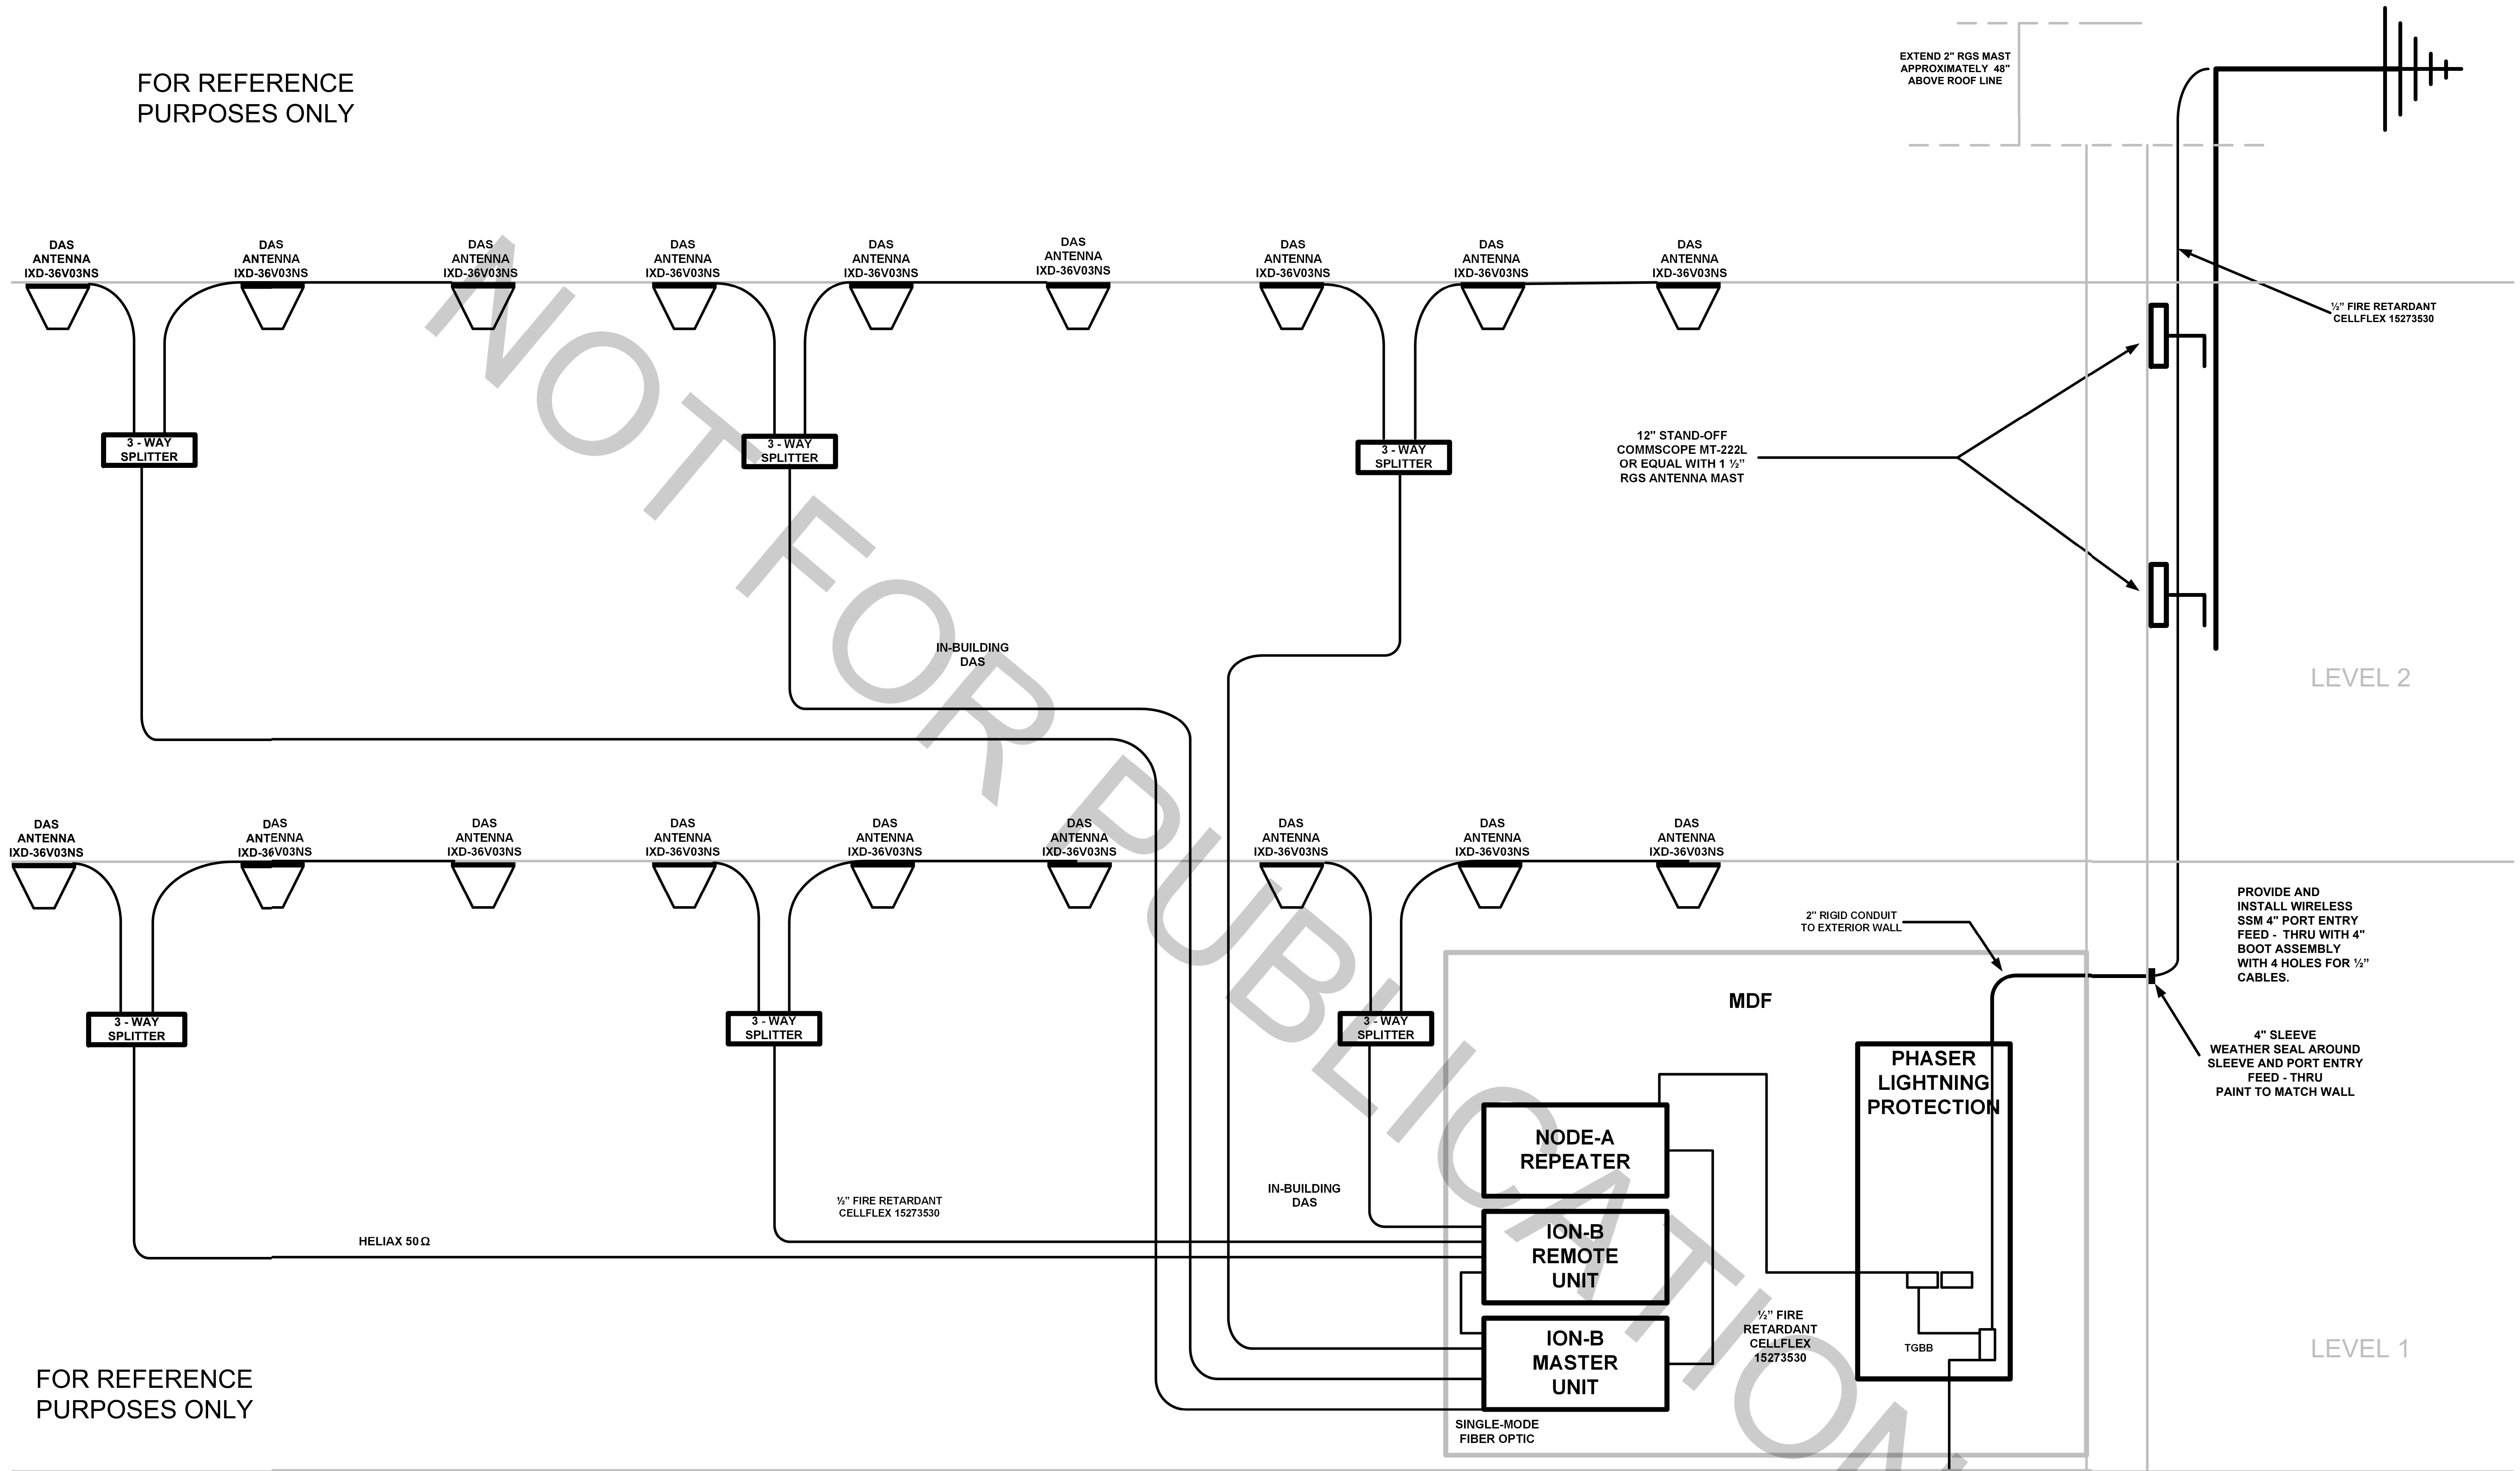 FOR REFERENCE
PURPOSES ONLY
EXTEND 2" RGS MAST
APPROXIMATELY 48"
ABOVE ROOF LINE
DAS
ANTENNA
IXD-36V03NS
DAS
ANTENNA
IXD-36V03NS
DAS
ANTENNA
IXD-36V03NS
DAS
ANTENNA
IXD-36V03NS
DAS
ANTENNA
IXD-36V03NS
DAS
ANTENNA
IXD-36V03NS
DAS
ANTENNA
IXD-36V03NS
DAS
ANTENNA
IXD-36V03NS
DAS
ANTENNA
IXD-36V03NS
½” FIRE RETARDANT
CELLFLEX 15273530
3 - WAY
SPLITTER
3 - WAY
SPLITTER
3 - WAY
SPLITTER
12" STAND-OFF
COMMSCOPE MT-222L
OR EQUAL WITH 1 ½”
RGS ANTENNA MAST
NOT FOR PUBLICATION
IN-BUILDING
DAS
LEVEL 2
DAS
ANTENNA
IXD-36V03NS
DAS
ANTENNA
IXD-36V03NS
DAS
ANTENNA
IXD-36V03NS
DAS
ANTENNA
IXD-36V03NS
DAS
ANTENNA
IXD-36V03NS
DAS
ANTENNA
IXD-36V03NS
DAS
ANTENNA
IXD-36V03NS
DAS
ANTENNA
IXD-36V03NS
DAS
ANTENNA
IXD-36V03NS
2" RIGID CONDUIT
TO EXTERIOR WALL
PROVIDE AND
INSTALL WIRELESS
SSM 4" PORT ENTRY
FEED - THRU WITH 4"
BOOT ASSEMBLY
WITH 4 HOLES FOR ½”
CABLES.
3 - WAY
SPLITTER
3 - WAY
SPLITTER
3 - WAY
SPLITTER
MDF
4" SLEEVE
WEATHER SEAL AROUND
SLEEVE AND PORT ENTRY
FEED - THRU
PAINT TO MATCH WALL
PHASER
LIGHTNING
PROTECTION
NODE-A
REPEATER
½” FIRE RETARDANT
CELLFLEX 15273530
IN-BUILDING
DAS
HELIAX 50Ω
ION-B
REMOTE
UNIT
½” FIRE
RETARDANT
CELLFLEX
15273530
TGBB
ION-B
MASTER
UNIT
LEVEL 1
SINGLE-MODE
FIBER OPTIC
FOR REFERENCE
PURPOSES ONLY